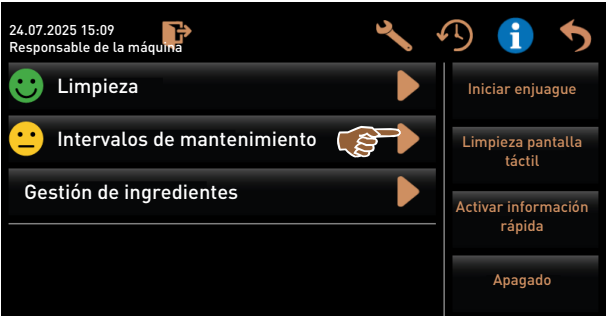 24.07.2025 15:09
Responsable de la máquina
Limpieza
Intervalos de mantenimiento
Gestión de ingredientes
Iniciar enjuague
Limpieza pantalla
táctil
Activar información
rápida
Apagado